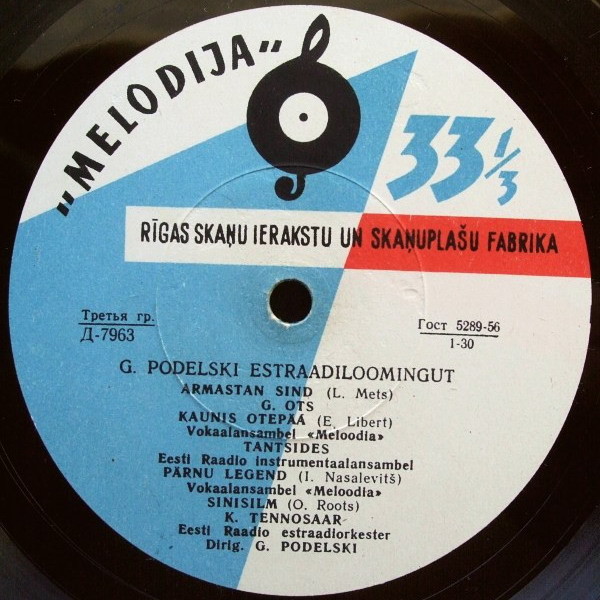 „MELODIJA"
33 1/3
RĪGAS SKAŅU IERAKSTU UN SKAŅUPLAŠU FABRIKA
Третья гр.
Д-7963
Гост 5289-56
1-30
G. PODELSKI ESTRAADILOOMINGUT
ARMASTAN SIND (L. Mets)
G. OTS
KAUNIS OTEPÄÄ (E. Libert)
Vokaalansambel «Meloodia»
TANTSIDES
Eesti Raadio instrumentaalansambel
PÄRNU LEGEND (I. Nasalevitš)
Vokaalansambel «Meloodia»
SINISILM (O. Roots)
K. TENNOSAAR
Eesti Raadio estraadiorkester
Dirig. G. PODELSKI